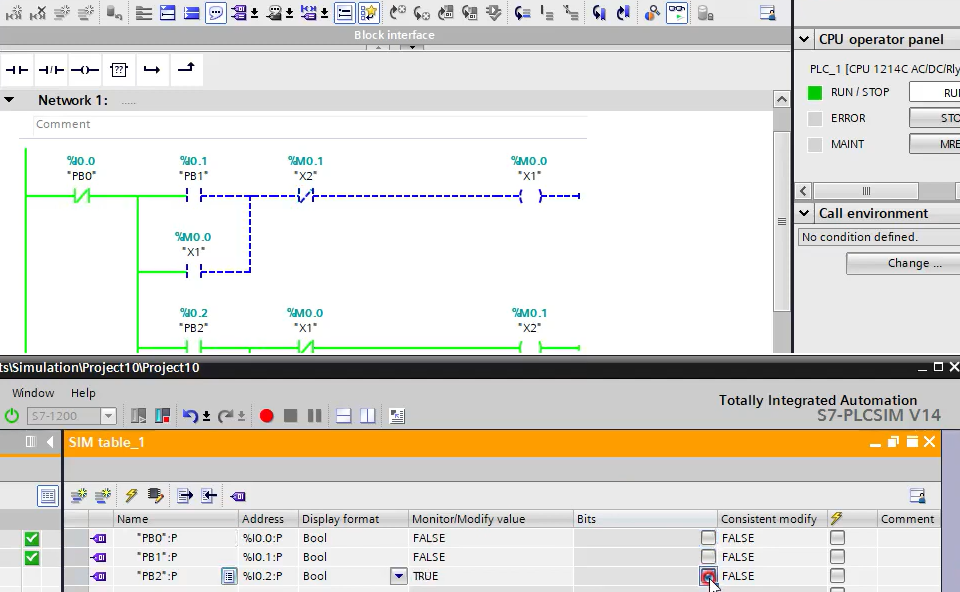 Block interface
CPU operator panel
PLC_1 [CPU 1214C AC/DC/Rly
RUN / STOP
RU
ERROR
STO
MAINT
MRE
Call environment
No condition defined.
Change ...
Network 1: .....
Comment
%I0.0
"PB0"
%I0.1
"PB1"
%M0.1
"X2"
%M0.0
"X1"
%M0.0
"X1"
%I0.2
"PB2"
%M0.0
"X1"
%M0.1
"X2"
ts\Simulation\Project10\Project10
Window Help
Totally Integrated Automation
S7-PLCSIM V14
S7-1200
SIM table_1
Name Address Display format Monitor/Modify value Bits Consistent modify Comment
"PB0":P %I0.0:P Bool FALSE FALSE
"PB1":P %I0.1:P Bool FALSE FALSE
"PB2":P %I0.2:P Bool TRUE FALSE